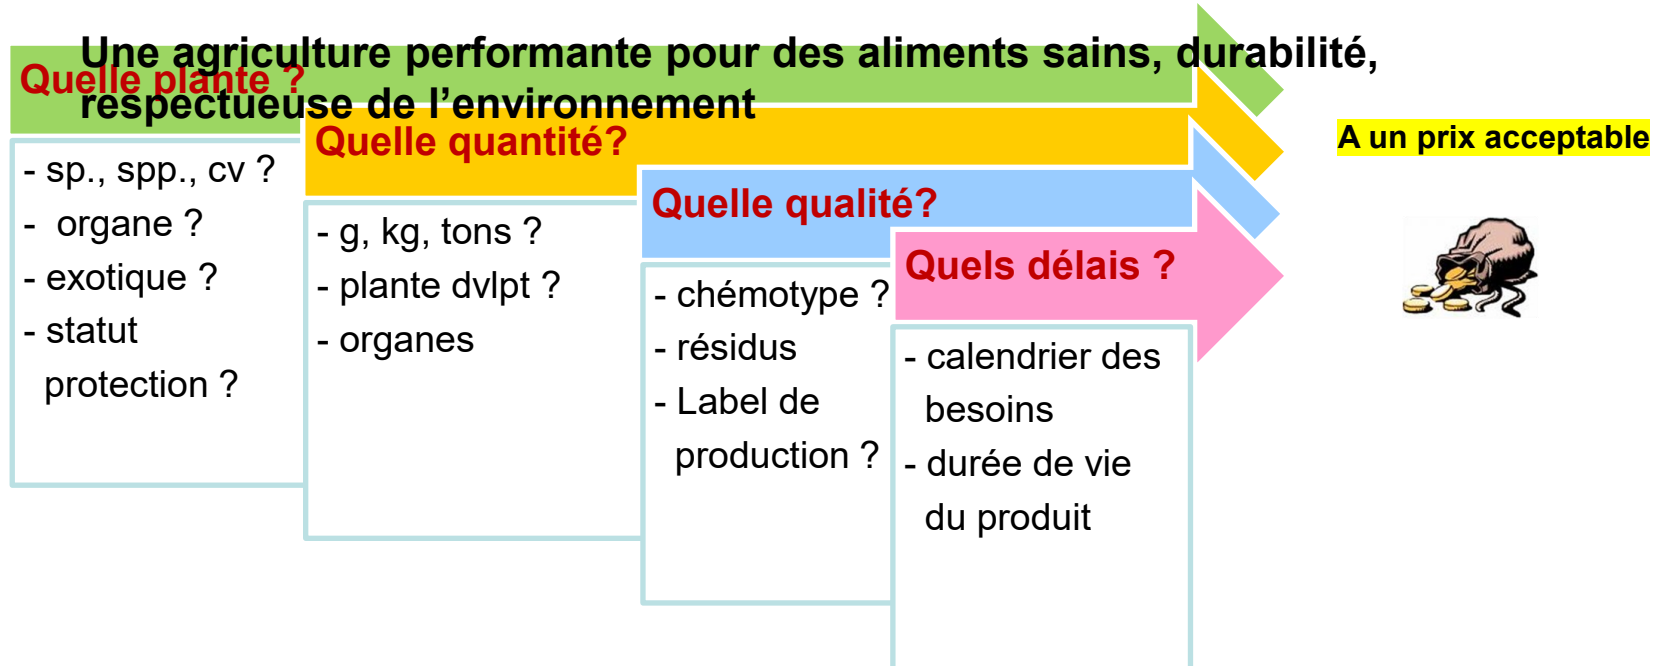 Une agriculture performante pour des aliments sains, durabilité,
respectueuse de l’environnement
Quelle plante ?
- sp., spp., cv ?
- organe ?
- exotique ?
- statut
protection ?
Quelle quantité?
- g, kg, tons ?
- plante dvlpt ?
- organes
Quelle qualité?
- chémotype ?
- résidus
- Label de
production ?
Quels délais ?
- calendrier des
besoins
- durée de vie
du produit
A un prix acceptable